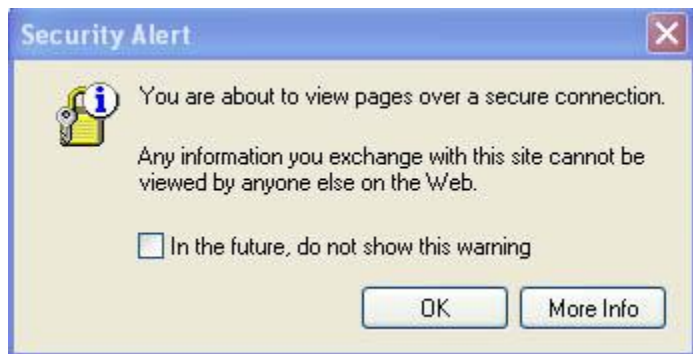 Security Alert
You are about to view pages over a secure connection.
Any information you exchange with this site cannot be
viewed by anyone else on the Web.
In the future, do not show this warning
OK More Info